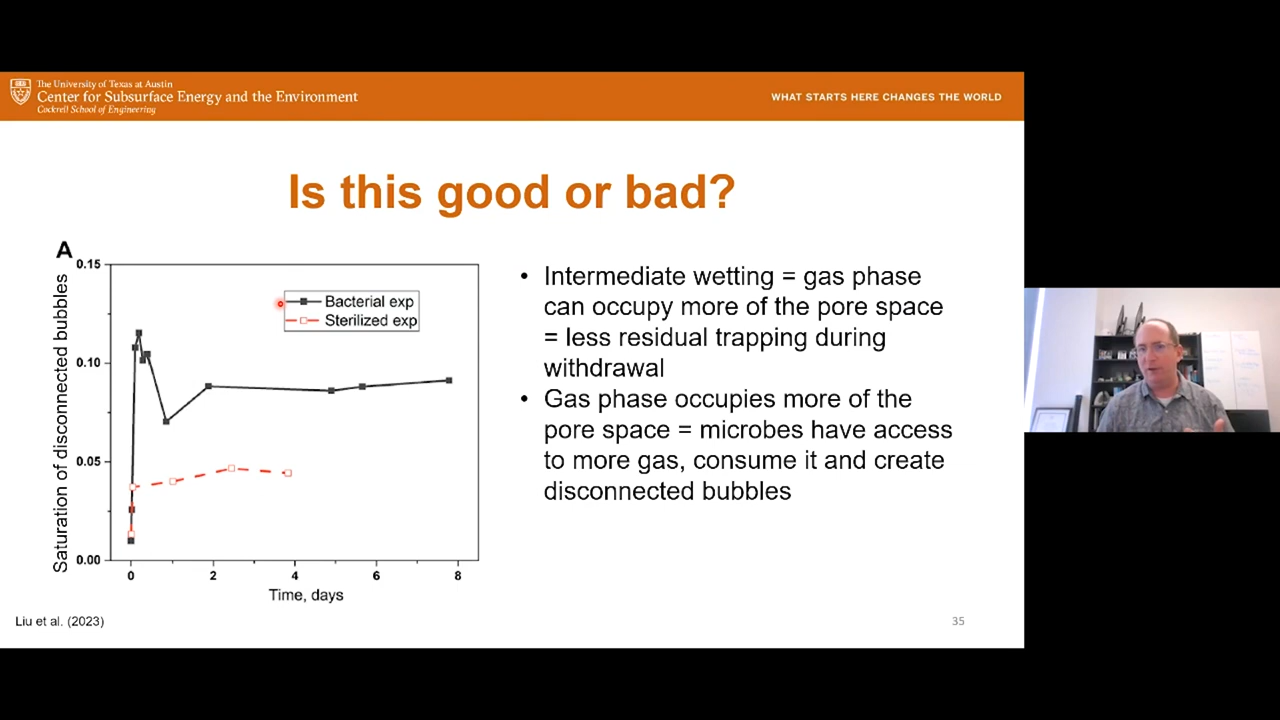 The University of Texas at Austin
Center for Subsurface Energy and the Environment
Cockrell School of Engineering
WHAT STARTS HERE CHANGES THE WORLD
Is this good or bad?
A
Saturation of disconnected bubbles
0.15
0.10
0.05
0.00
Bacterial exp
Sterilized exp
0
2
4
6
8
Time, days
• Intermediate wetting = gas phase
can occupy more of the pore space
= less residual trapping during
withdrawal
• Gas phase occupies more of the
pore space = microbes have access
to more gas, consume it and create
disconnected bubbles
Liu et al. (2023)
35